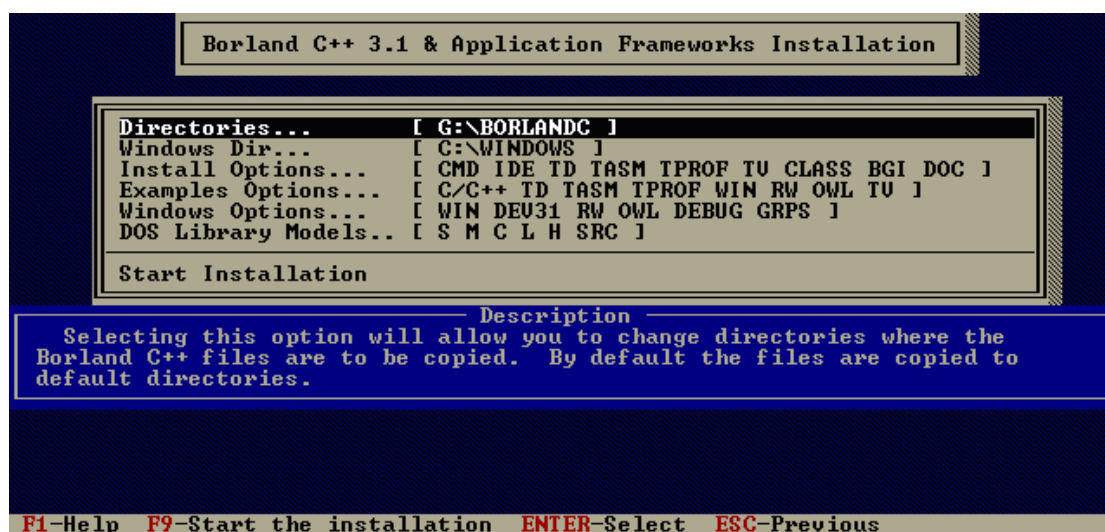 Borland C++ 3.1 & Application Frameworks Installation
Directories... [ G:\BORLANDC ]
Windows Dir... [ C:\WINDOWS ]
Install Options... [ CMD IDE TD TASM TPROF TV CLASS BGI DOC ]
Examples Options... [ C/C++ TD TASM TPROF WIN RW OWL TV ]
Windows Options... [ WIN DEV31 RW OWL DEBUG GRPS ]
DOS Library Models.. [ S M C L H SRC ]
Start Installation
Description
Selecting this option will allow you to change directories where the
Borland C++ files are to be copied.  By default the files are copied to
default directories.
F1-Help  F9-Start the installation  ENTER-Select  ESC-Previous